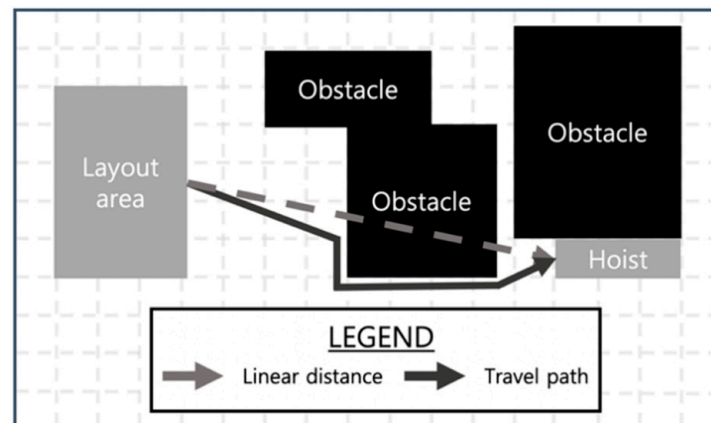 Obstacle
Obstacle
Layout
area
Obstacle
Hoist
LEGEND
Linear distance
Travel path